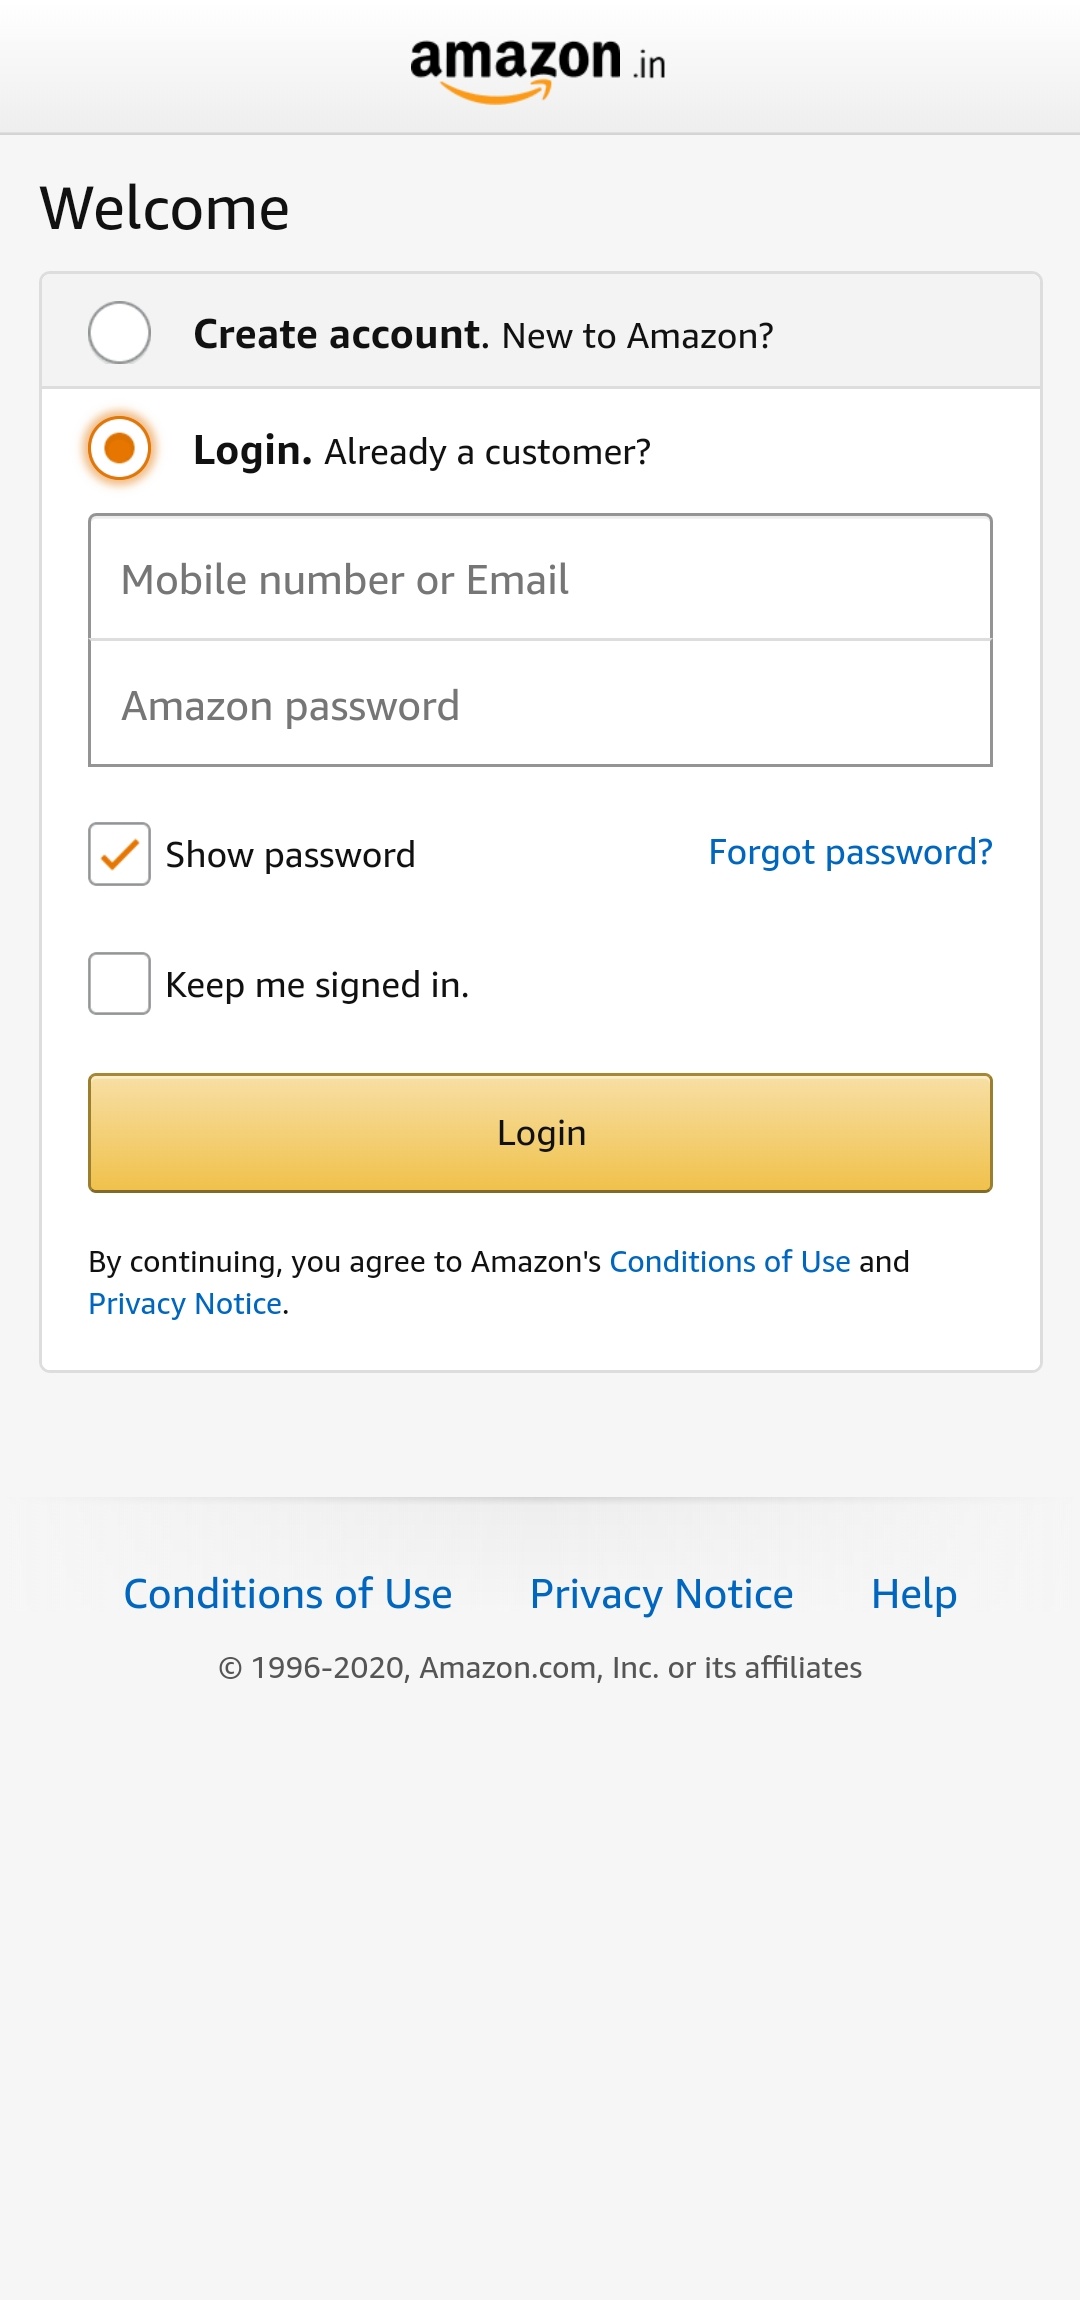 amazon.in
Welcome
Create account. New to Amazon?
Login. Already a customer?
Mobile number or Email
Amazon password
Show password Forgot password?
Keep me signed in.
Login
By continuing, you agree to Amazon's Conditions of Use and
Privacy Notice.
Conditions of Use Privacy Notice Help
© 1996-2020, Amazon.com, Inc. or its affiliates